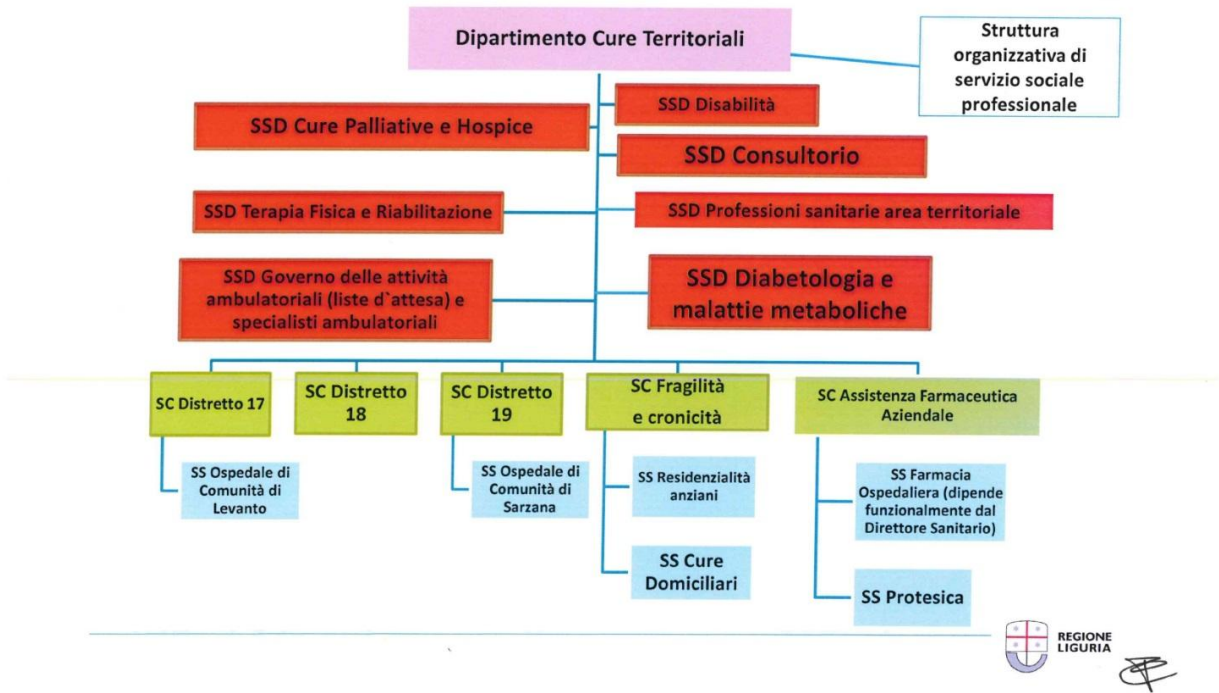 Dipartimento Cure Territoriali
Struttura
organizzativa di
servizio sociale
professionale
SSD Disabilità
SSD Cure Palliative e Hospice
SSD Consultorio
SSD Terapia Fisica e Riabilitazione
SSD Professioni sanitarie area territoriale
SSD Governo delle attività
ambulatoriali (liste d`attesa) e
specialisti ambulatoriali
SSD Diabetologia e
malattie metaboliche
SC Distretto 17
SC Distretto
18
SC Distretto
19
SC Fragilità
e cronicità
SC Assistenza Farmaceutica
Aziendale
SS Ospedale di
Comunità di
Levanto
SS Ospedale di
Comunità di
Sarzana
SS Residenzialità
anziani
SS Farmacia
Ospedaliera (dipende
funzionalmente dal
Direttore Sanitario)
SS Cure
Domiciliari
SS Protesica
REGIONE
LIGURIA